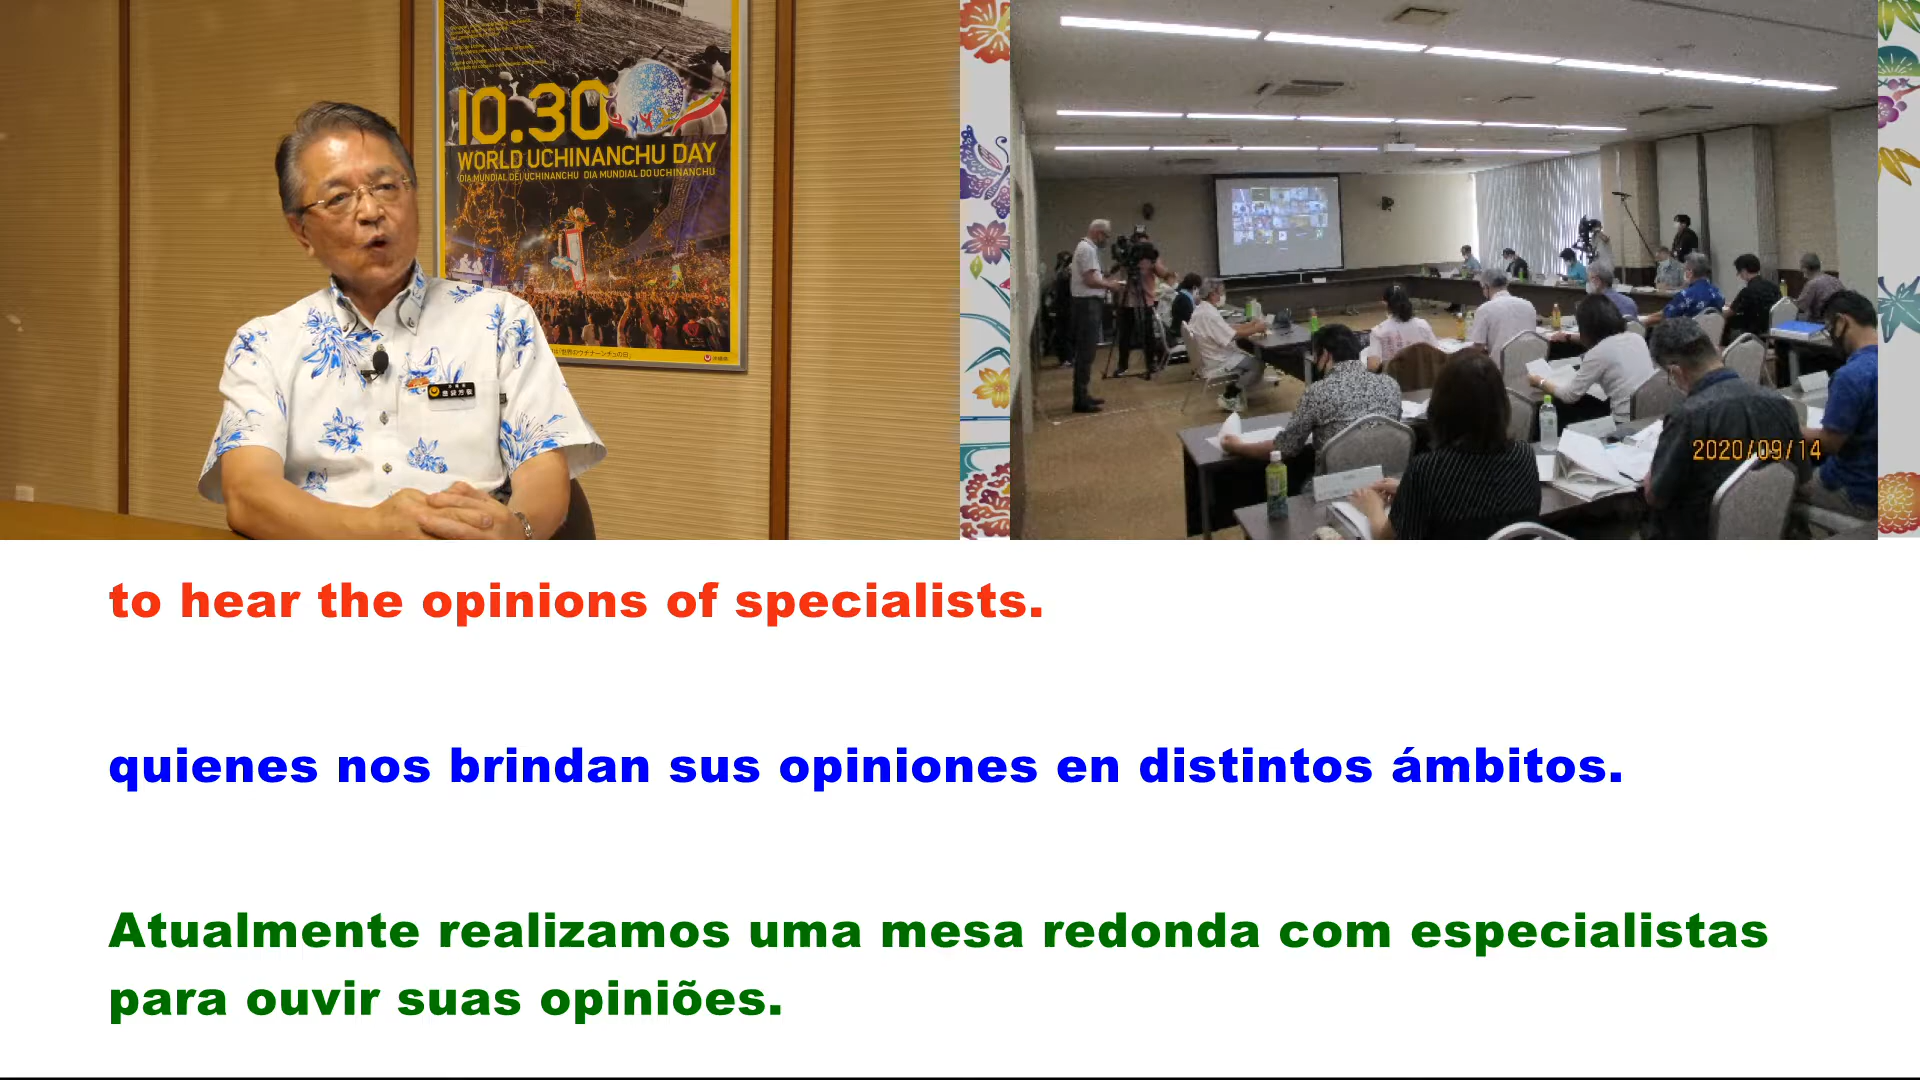 10.30
WORLD UCHINANCHU DAY
DIA MUNDIAL DEL UCHINANCHU DIA MUNDIAL DO UCHINANCHU
2020/09/14
to hear the opinions of specialists.
quienes nos brindan sus opiniones en distintos ámbitos.
Atualmente realizamos uma mesa redonda com especialistas
para ouvir suas opiniões.